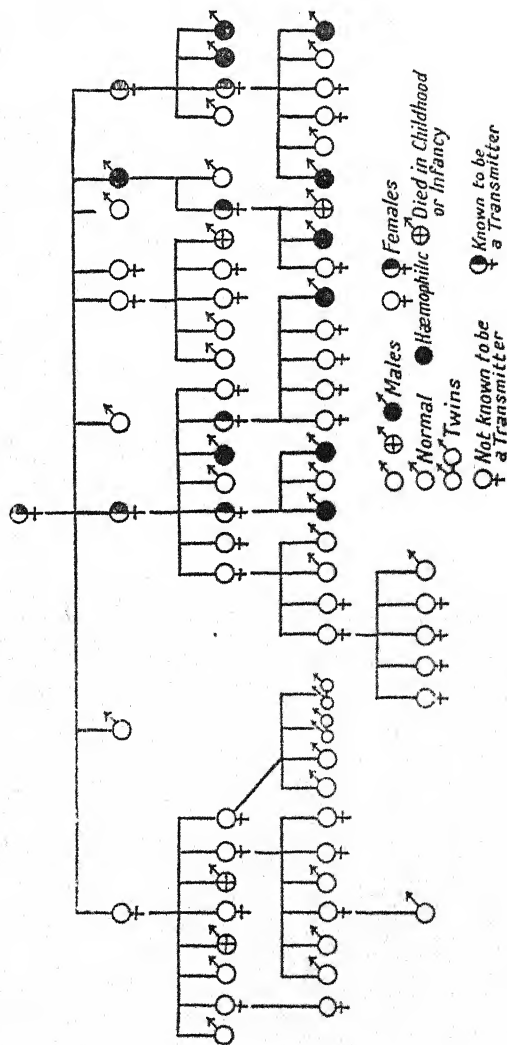 Males
Females
Normal
Hæmophilic
Died in Childhood
or Infancy
Twins
Not known to be
a Transmitter
Known to be
a Transmitter